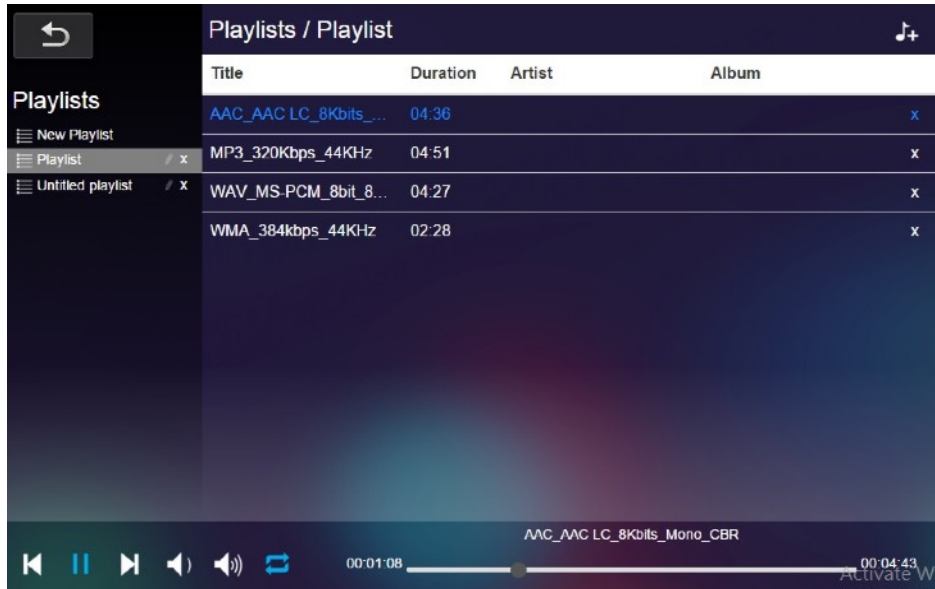 Playlists / Playlist
Title Duration Artist Album
Playlists
New Playlist
Playlist x
Untitled playlist x
AAC_AAC LC_8Kbits_... 04:36 x
MP3_320Kbps_44KHz 04:51 x
WAV_MS-PCM_8bit_8... 04:27 x
WMA_384kbps_44KHz 02:28 x
AAC_AAC LC_8Kbits_Mono_CBR
00:01:08 00:04:43
Activate W